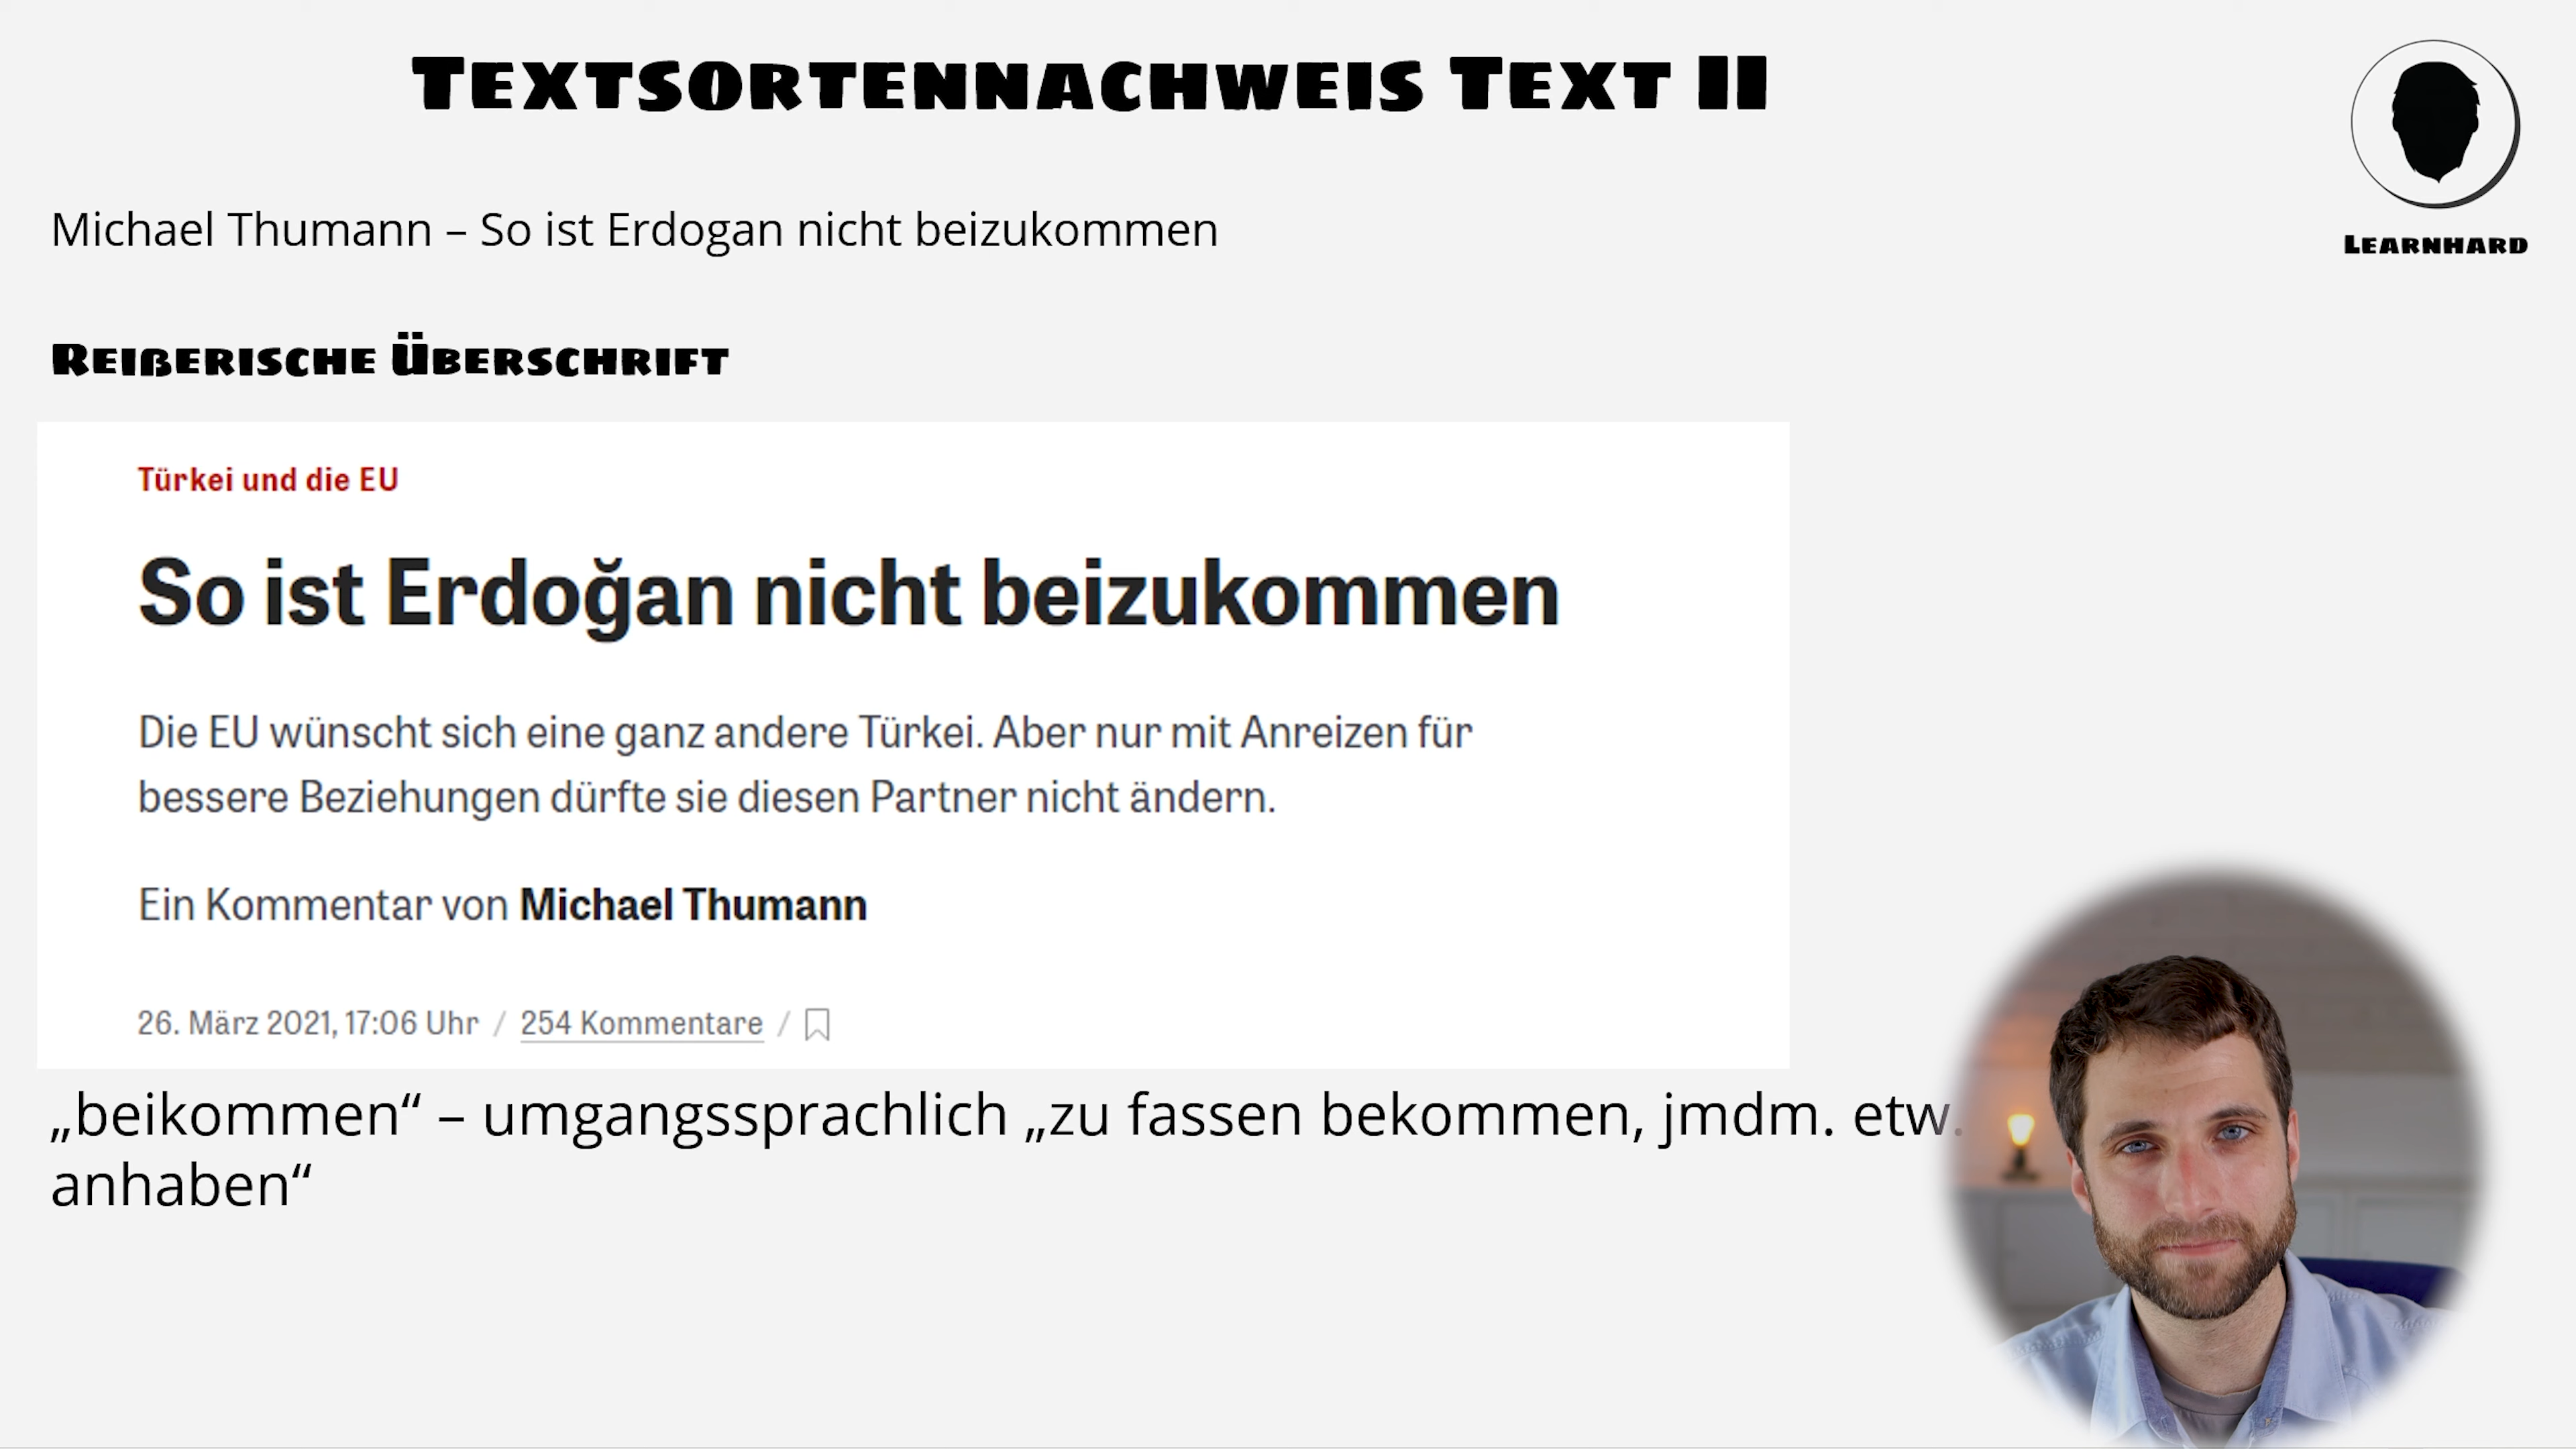 Textsortennachweis Text II
Learnhard
Michael Thumann – So ist Erdogan nicht beizukommen
Reißerische Überschrift
Türkei und die EU
So ist Erdoğan nicht beizukommen
Die EU wünscht sich eine ganz andere Türkei. Aber nur mit Anreizen für
bessere Beziehungen dürfte sie diesen Partner nicht ändern.
Ein Kommentar von Michael Thumann
26. März 2021, 17:06 Uhr / 254 Kommentare /
„beikommen“ – umgangssprachlich „zu fassen bekommen, jmdm. etw.
anhaben“